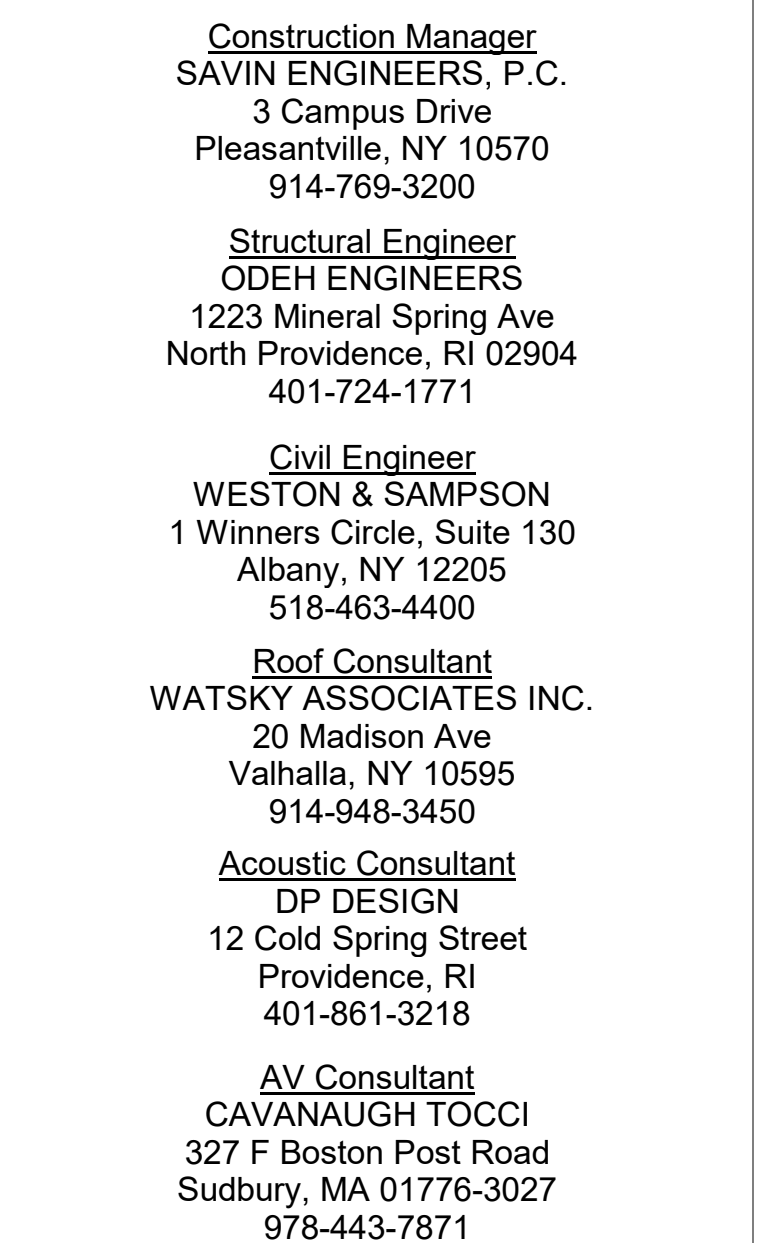 Construction Manager
SAVIN ENGINEERS, P.C.
3 Campus Drive
Pleasantville, NY 10570
914-769-3200
Structural Engineer
ODEH ENGINEERS
1223 Mineral Spring Ave
North Providence, RI 02904
401-724-1771
Civil Engineer
WESTON & SAMPSON
1 Winners Circle, Suite 130
Albany, NY 12205
518-463-4400
Roof Consultant
WATSKY ASSOCIATES INC.
20 Madison Ave
Valhalla, NY 10595
914-948-3450
Acoustic Consultant
DP DESIGN
12 Cold Spring Street
Providence, RI
401-861-3218
AV Consultant
CAVANAUGH TOCCI
327 F Boston Post Road
Sudbury, MA 01776-3027
978-443-7871